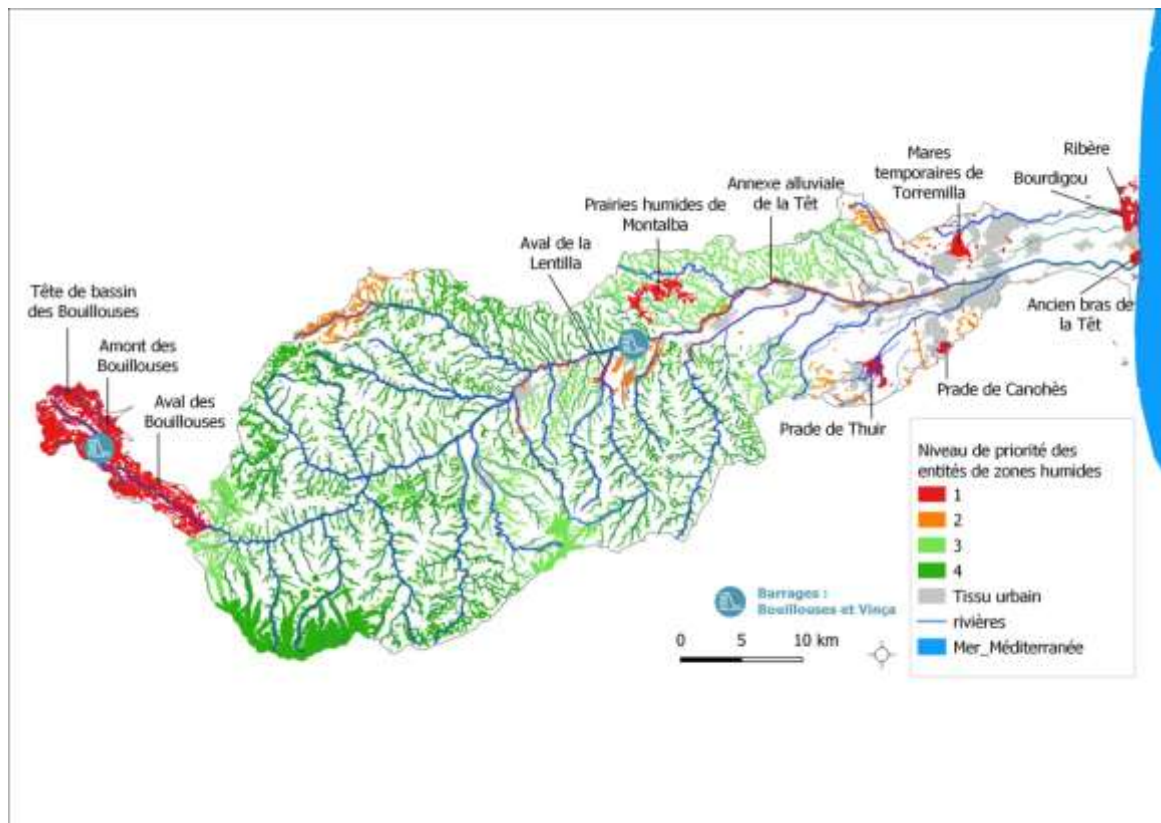 Ribère
Bourdigou
Mares
temporaires de
Torremilla
Annexe alluviale
de la Têt
Prairies humides de
Montalba
Aval de la
Lentilla
Tête de bassin
des Bouillouses
Amont des
Bouillouses
Aval des
Bouillouses
Ancien bras de
la Têt
Prade de Canohès
Prade de Thuir
Niveau de priorité des
entités de zones humides
1
2
3
4
Tissu urbain
rivières
Mer_Méditerranée
Barrages :
Bouillouses et Vinça
0 5 10 km